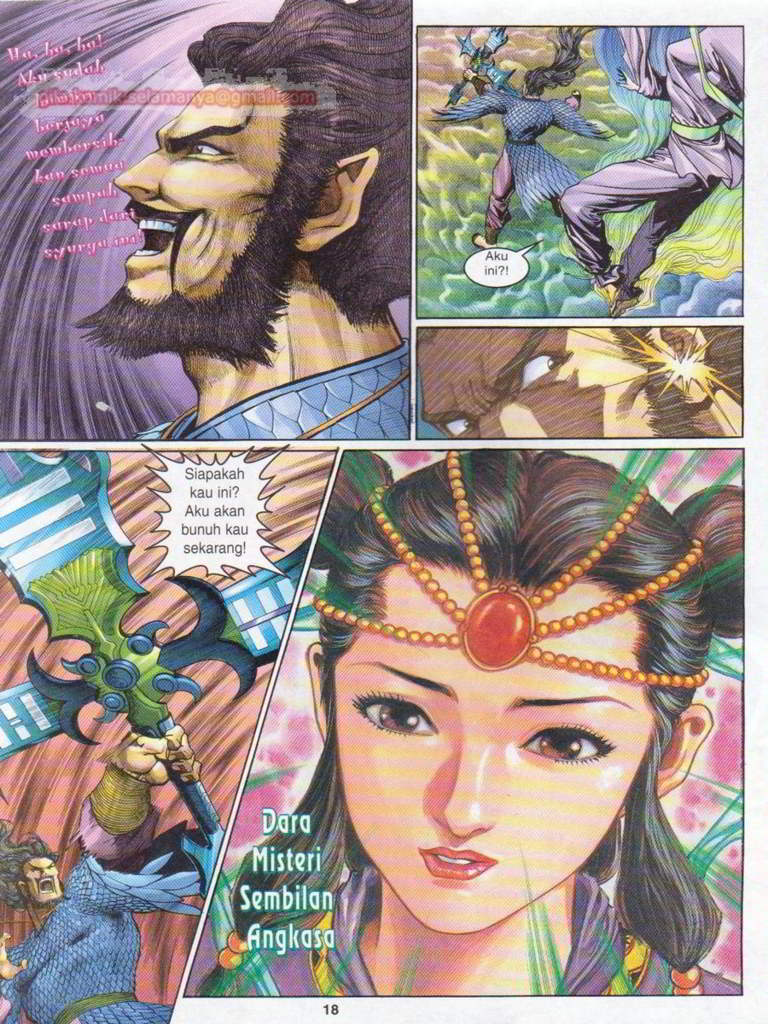 Ha, ha, ha!
Aku sudah
berjaya
membersih-
kan semua
sampah
sarap dari
syurga ini!
Aku
ini?!
Siapakah
kau ini?
Aku akan
bunuh kau
sekarang!
Dara
Misteri
Sembilan
Angkasa
18